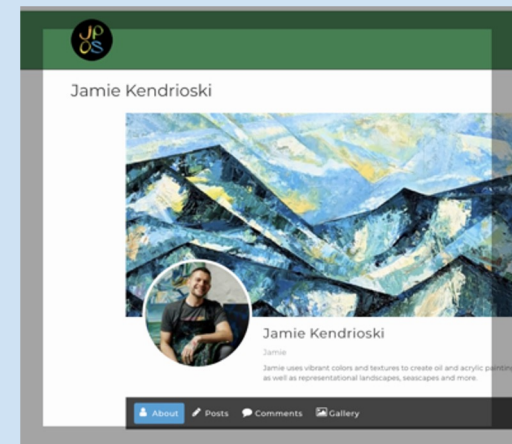 JP
OS
Jamie Kendrioski
Jamie Kendrioski
Jamie
Jamie uses vibrant colors and textures to create oil and acrylic painting
as well as representational landscapes, seascapes and more.
About Posts Comments Gallery